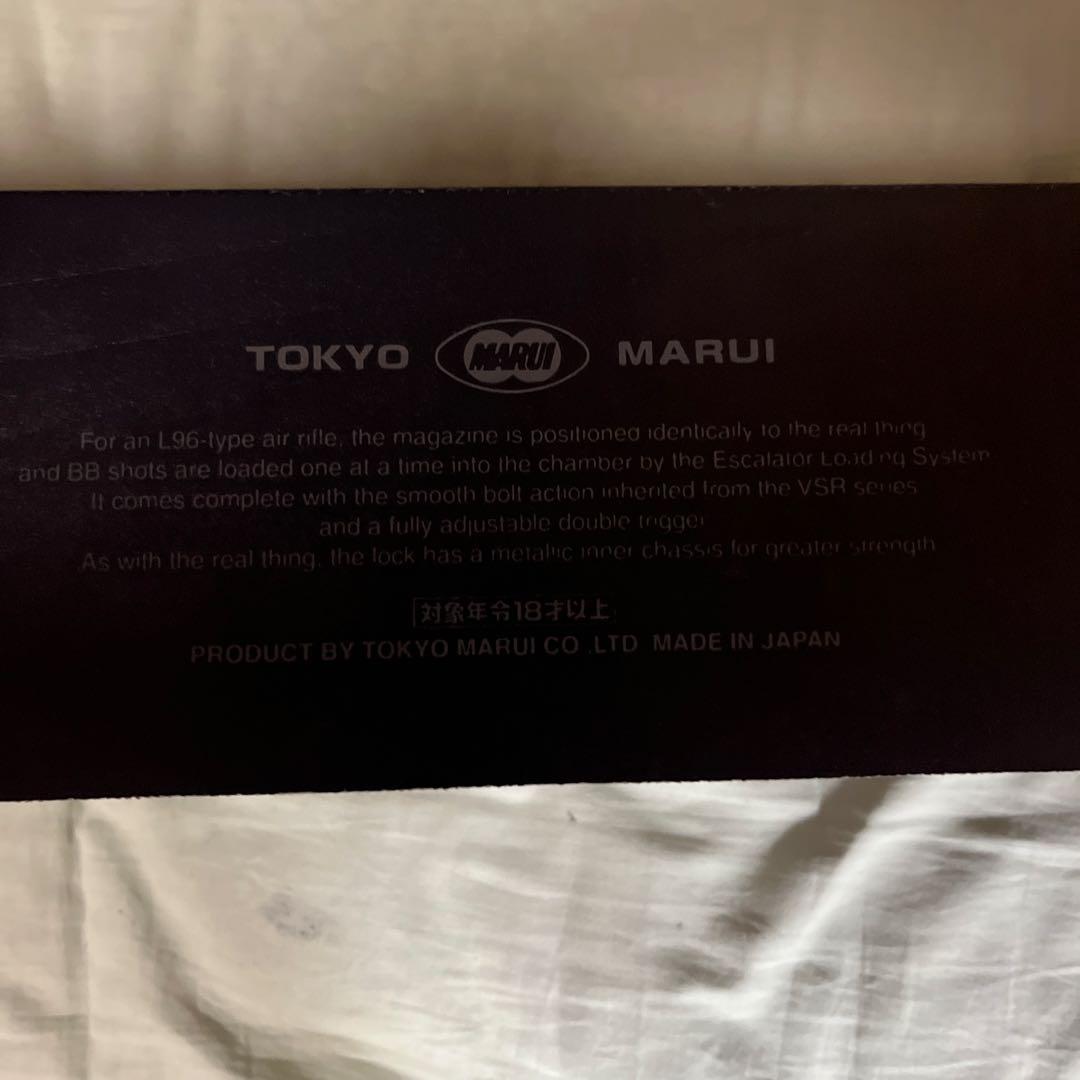 TOKYO MARUI MARUI
For an L96-type air rifle, the magazine is positioned identically to the real thing
and BB shots are loaded one at a time into the chamber by the Escalator Loading System
It comes complete with the smooth bolt action inherited from the VSR series
and a fully adjustable double trigger
As with the real thing, the lock has a metallic inner chassis for greater strength
対象年令18才以上
PRODUCT BY TOKYO MARUI CO.,LTD MADE IN JAPAN